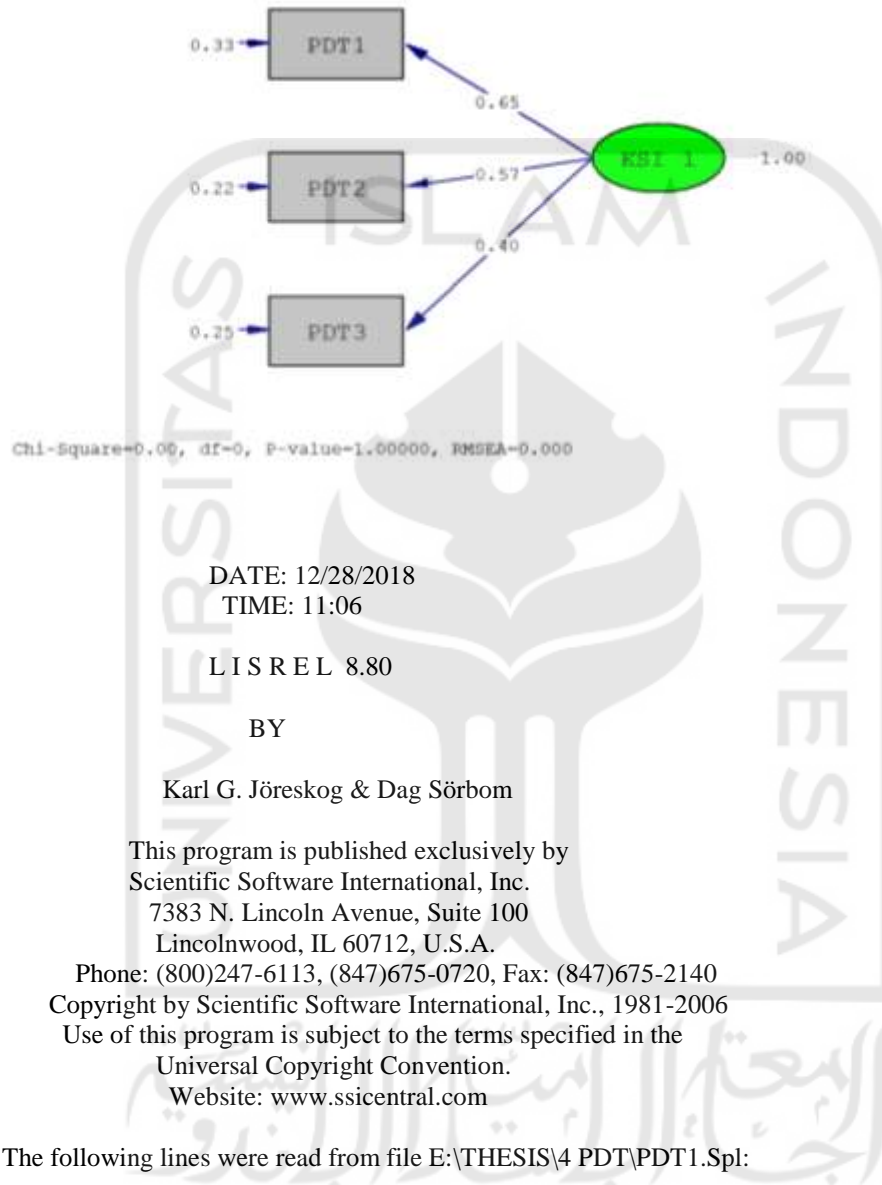 0.33 PDT1
0.65
KSI 1 1.00
0.22 PDT2 0.57
0.40
0.25 PDT3
Chi-Square=0.00, df=0, P-value=1.00000, RMSEA=0.000
DATE: 12/28/2018
TIME: 11:06
L I S R E L 8.80
BY
Karl G. Jöreskog & Dag Sörbom
This program is published exclusively by
Scientific Software International, Inc.
7383 N. Lincoln Avenue, Suite 100
Lincolnwood, IL 60712, U.S.A.
Phone: (800)247-6113, (847)675-0720, Fax: (847)675-2140
Copyright by Scientific Software International, Inc., 1981-2006
Use of this program is subject to the terms specified in the
Universal Copyright Convention.
Website: www.ssicentral.com
The following lines were read from file E:\THESIS\4 PDT\PDT1.Spl:
UNIVERSITAS
ISLAM
INDONESIA